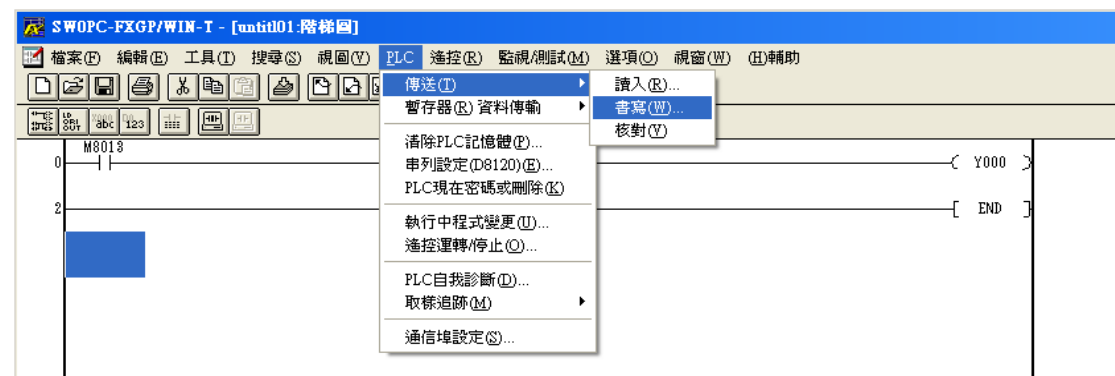 SW0PC-FXGP/WIN-T - [untitl01:階梯圖]
檔案(F) 編輯(E) 工具(T) 搜尋(S) 視圖(V) PLC 遙控(R) 監視/測試(M) 選項(O) 視窗(W) (H)輔助
傳送(T)
讀入(R)...
暫存器(R) 資料傳輸
書寫(W)...
核對(V)
清除PLC記憶體(P)...
串列設定(D8120)(E)...
PLC現在密碼或刪除(K)
執行中程式變更(U)...
遙控運轉/停止(O)...
PLC自我診斷(D)...
取樣追跡(M)
通信埠設定(S)...
M8013
0
Y000
2
END